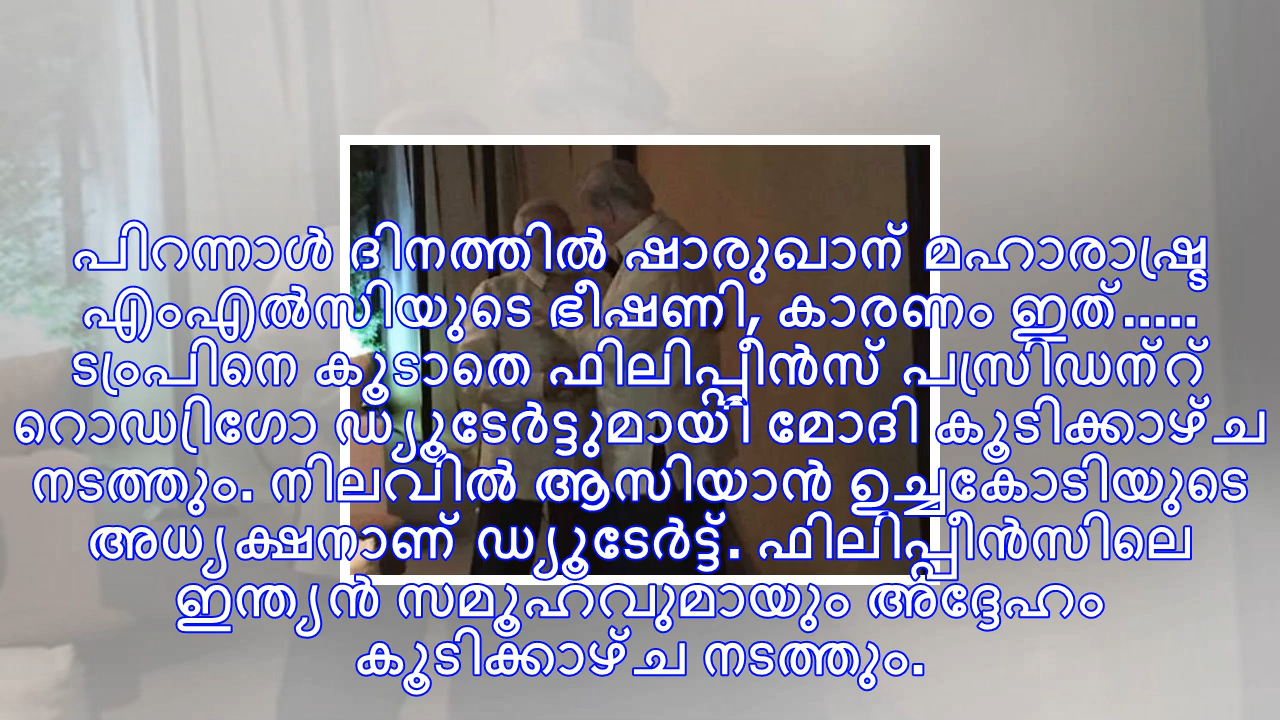 പിറന്നാൾ ദിനത്തിൽ ഷാരുഖാന് മഹാരാഷ്ട്ര
എംഎൽസിയുടെ ഭീഷണി, കാരണം ഇത്.....
ട്രംപിനെ കൂടാതെ ഫിലിപ്പീൻസ് പ്രസിഡന്റ്
റൊഡ്രിഗോ ഡ്യൂടേർട്ടുമായി മോദി കൂടിക്കാഴ്ച
നടത്തും. നിലവിൽ ആസിയാൻ ഉച്ചകോടിയുടെ
അധ്യക്ഷനാണ് ഡ്യൂടേർട്ട്. ഫിലിപ്പീൻസിലെ
ഇന്ത്യൻ സമൂഹവുമായും അദ്ദേഹം
കൂടിക്കാഴ്ച നടത്തും.